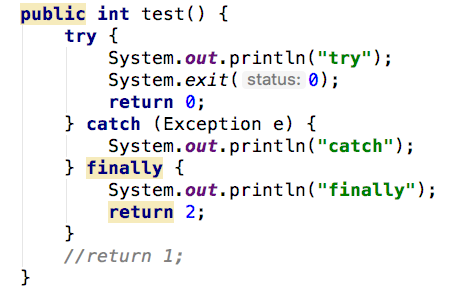 public int test() {
    try {
        System.out.println("try");
        System.exit( status: 0);
        return 0;
    } catch (Exception e) {
        System.out.println("catch");
    } finally {
        System.out.println("finally");
        return 2;
    }
    //return 1;
}